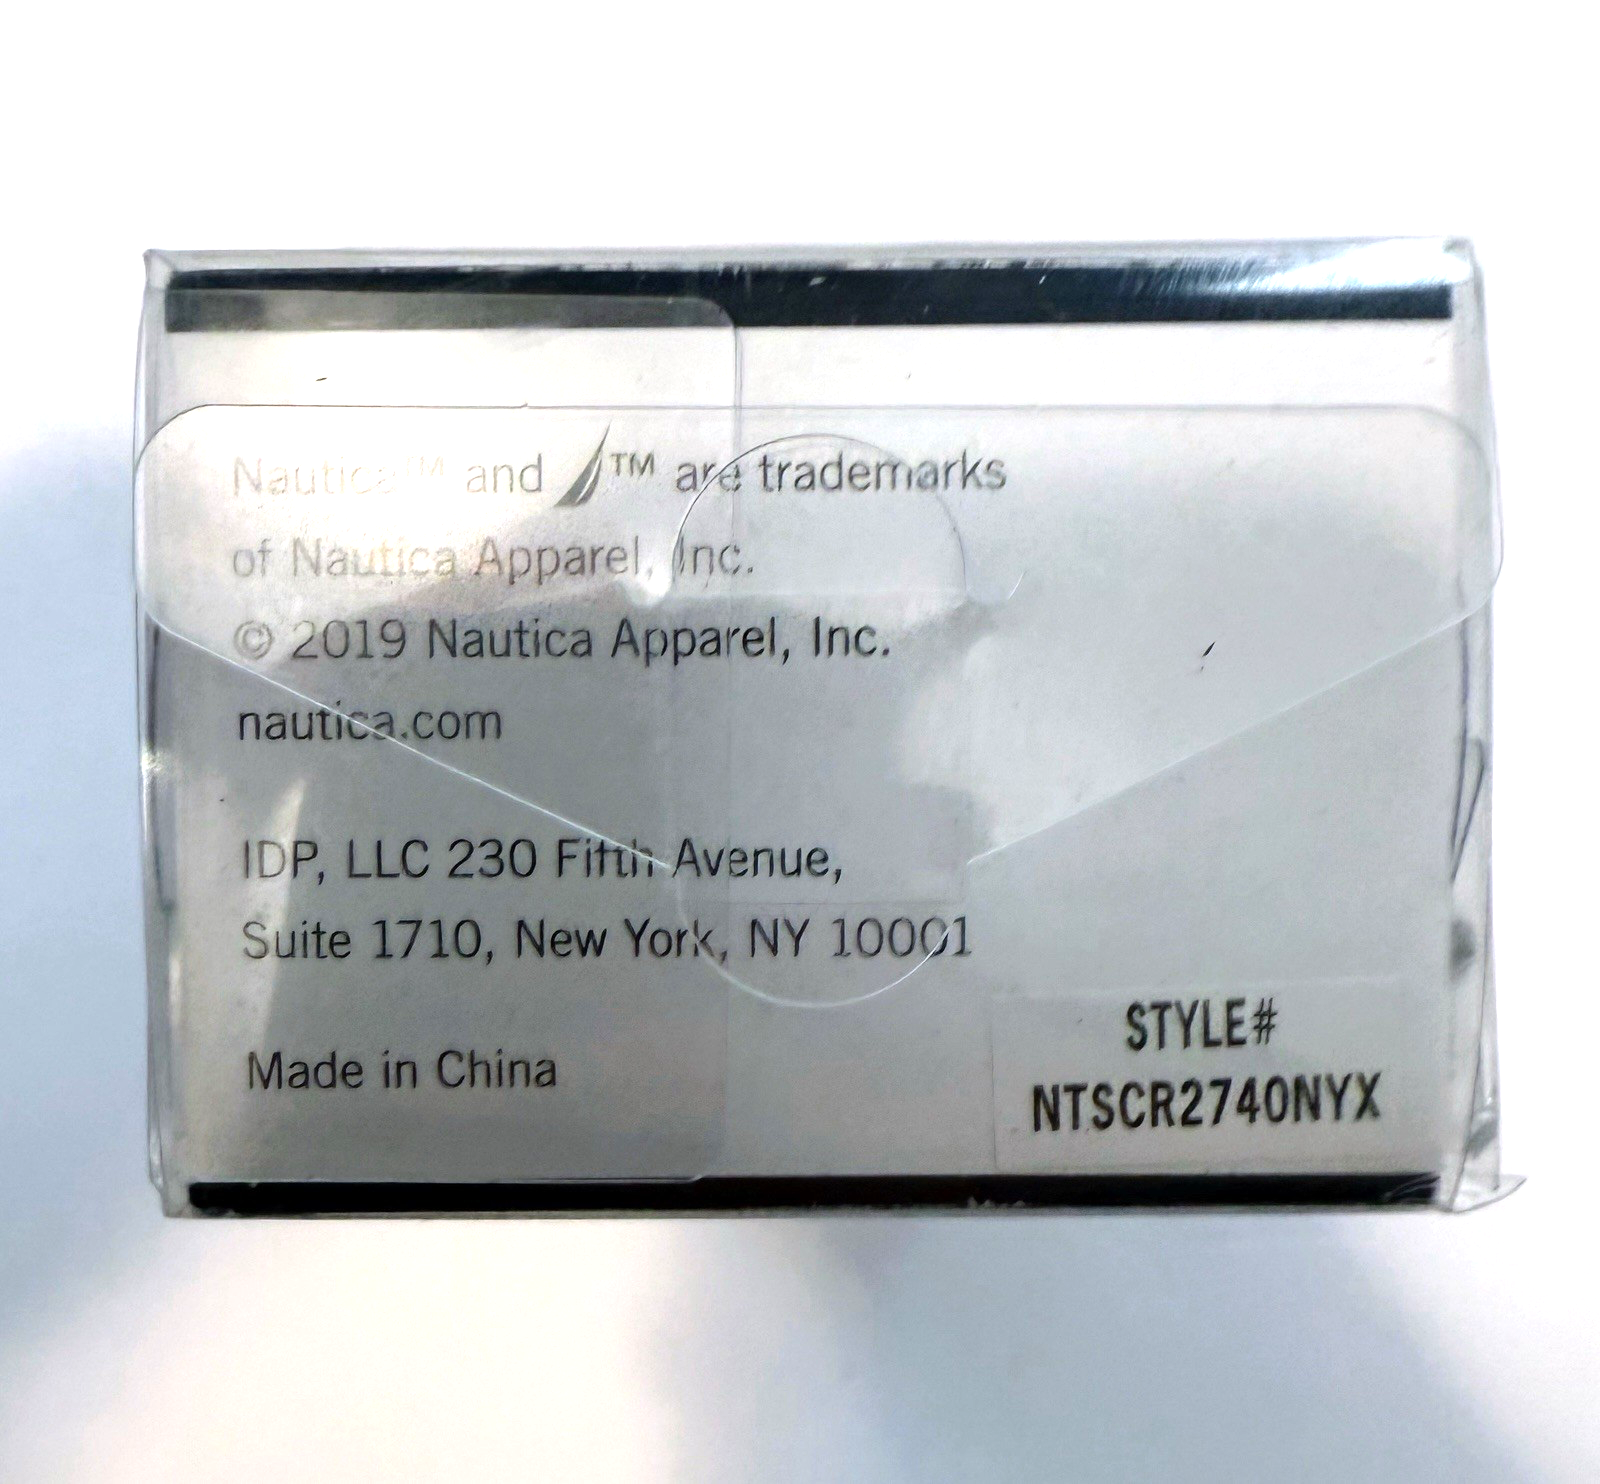 Nautica™ and ™ are trademarks
of Nautica Apparel, Inc.
© 2019 Nautica Apparel, Inc.
nautica.com
IDP, LLC 230 Fifth Avenue,
Suite 1710, New York, NY 10001
Made in China
STYLE#
NTSCR2740NYX